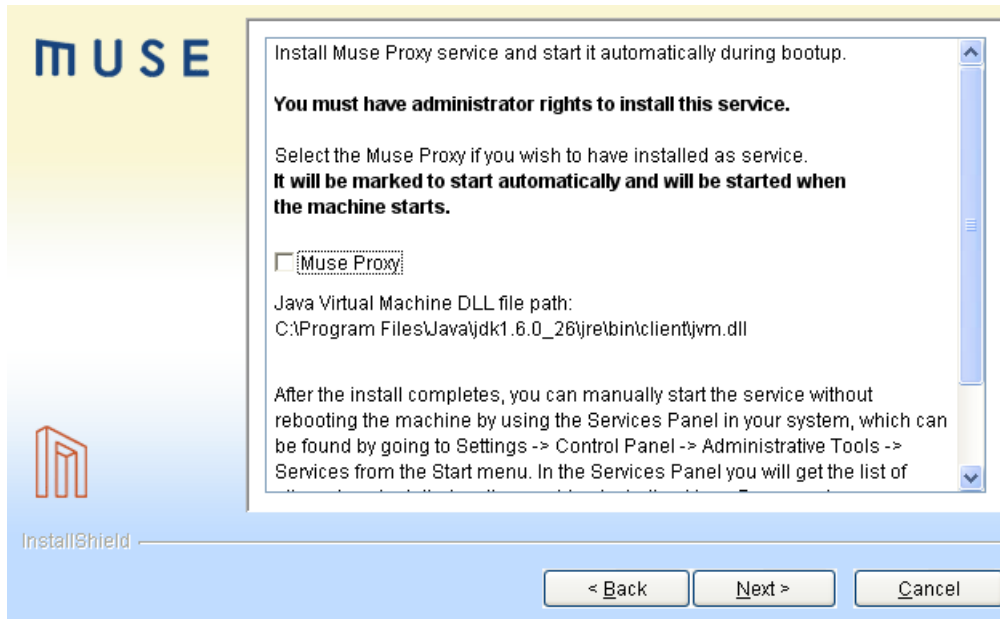 MUSE
Install Muse Proxy service and start it automatically during bootup.
You must have administrator rights to install this service.
Select the Muse Proxy if you wish to have installed as service.
It will be marked to start automatically and will be started when
the machine starts.
Muse Proxy
Java Virtual Machine DLL file path:
C:\Program Files\Java\jdk1.6.0_26\jre\bin\client\jvm.dll
After the install completes, you can manually start the service without
rebooting the machine by using the Services Panel in your system, which can
be found by going to Settings -> Control Panel -> Administrative Tools ->
Services from the Start menu. In the Services Panel you will get the list of
InstallShield
< Back
Next >
Cancel